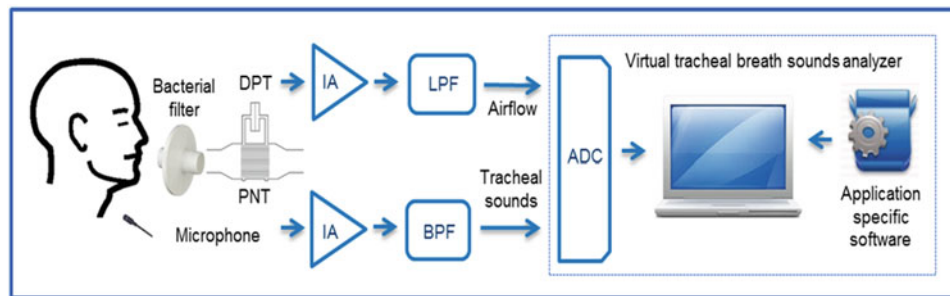 Bacterial
filter
DPT
PNT
Microphone
IA
LPF
Airflow
IA
BPF
Tracheal
sounds
ADC
Virtual tracheal breath sounds analyzer
Application
specific
software